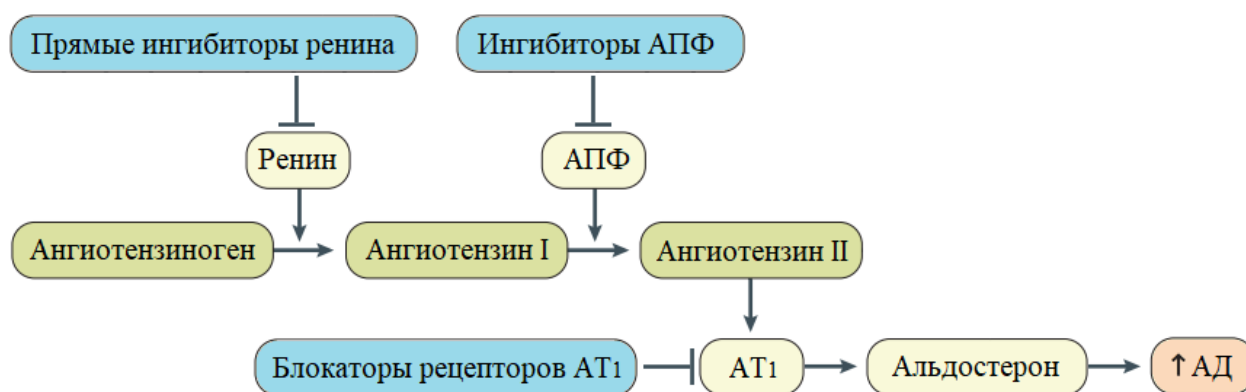 Прямые ингибиторы ренина
Ингибиторы АПФ
Ренин
АПФ
Ангиотензиноген
Ангиотензин I
Ангиотензин II
Блокаторы рецепторов АТ1
АТ1
Альдостерон
↑АД